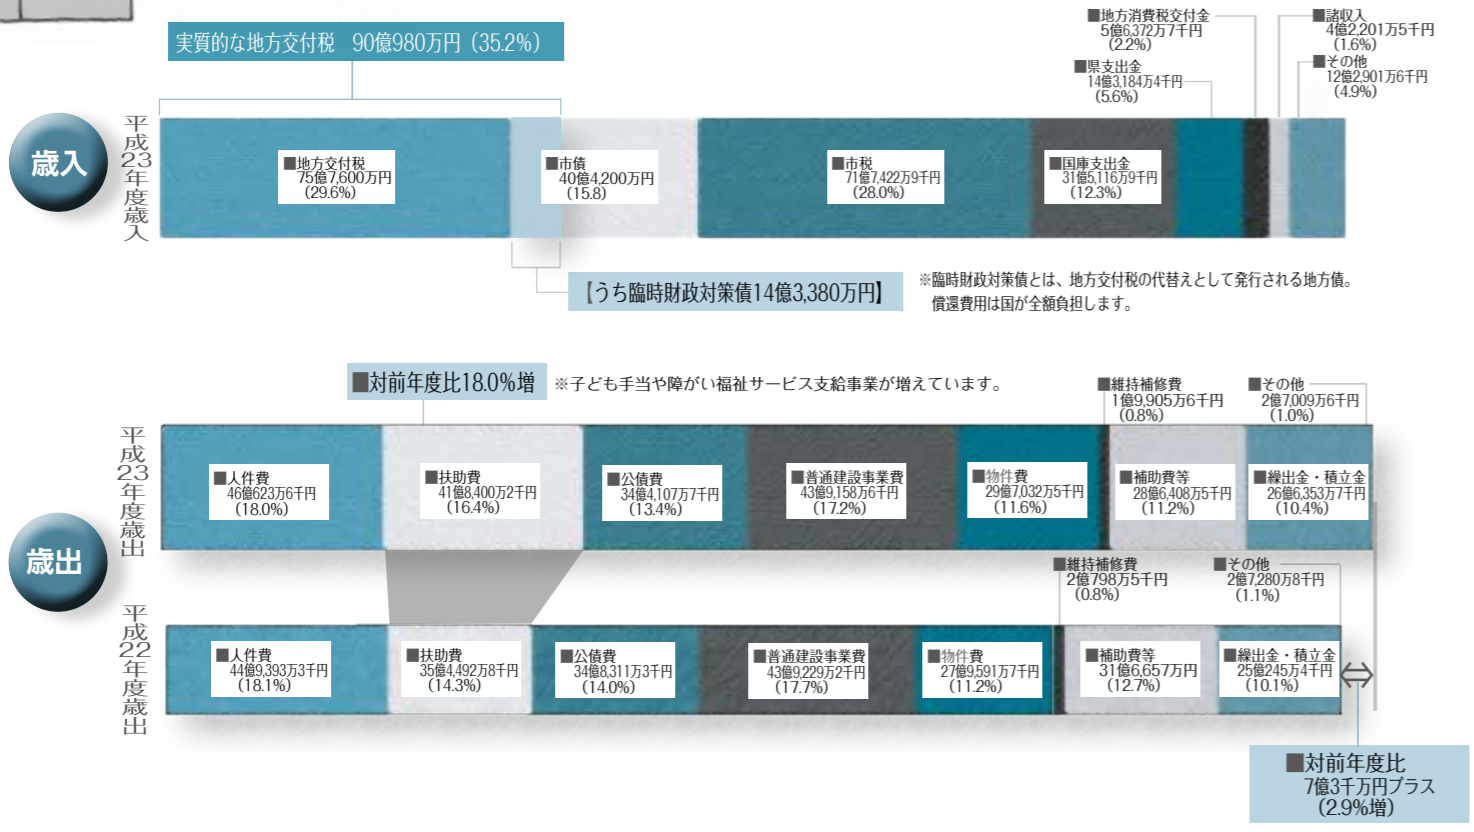 実質的な地方交付税 90億980万円（35.2%）
■地方消費税交付金
5億6,372万7千円
（2.2%）
■諸収入
4億2,201万5千円
（1.6%）
■県支出金
14億3,184万4千円
（5.6%）
■その他
12億2,901万6千円
（4.9%）
歳入
平成23年度歳入
■地方交付税
75億7,600万円
（29.6%）
■市債
40億4,200万円
（15.8）
■市税
71億7,422万9千円
（28.0%）
■国庫支出金
31億5,116万9千円
（12.3%）
【うち臨時財政対策債14億3,380万円】
※臨時財政対策債とは、地方交付税の代替えとして発行される地方債。
償還費用は国が全額負担します。
■対前年度比18.0%増
※子ども手当や障がい福祉サービス支給事業が増えています。
■維持補修費
1億9,905万6千円
（0.8%）
■その他
2億7,009万6千円
（1.0%）
歳出
平成23年度歳出
■人件費
46億623万6千円
（18.0%）
■扶助費
41億8,400万2千円
（16.4%）
■公債費
34億4,107万7千円
（13.4%）
■普通建設事業費
43億9,158万6千円
（17.2%）
■物件費
29億7,032万5千円
（11.6%）
■補助費等
28億6,408万5千円
（11.2%）
■繰出金・積立金
26億6,353万7千円
（10.4%）
■維持補修費
2億798万5千円
（0.8%）
■その他
2億7,280万8千円
（1.1%）
平成22年度歳出
■人件費
44億9,393万3千円
（18.1%）
■扶助費
35億4,492万8千円
（14.3%）
■公債費
34億8,311万3千円
（14.0%）
■普通建設事業費
43億9,229万2千円
（17.7%）
■物件費
27億9,591万7千円
（11.2%）
■補助費等
31億6,657万円
（12.7%）
■繰出金・積立金
25億245万4千円
（10.1%）
■対前年度比
7億3千万円プラス
（2.9%増）